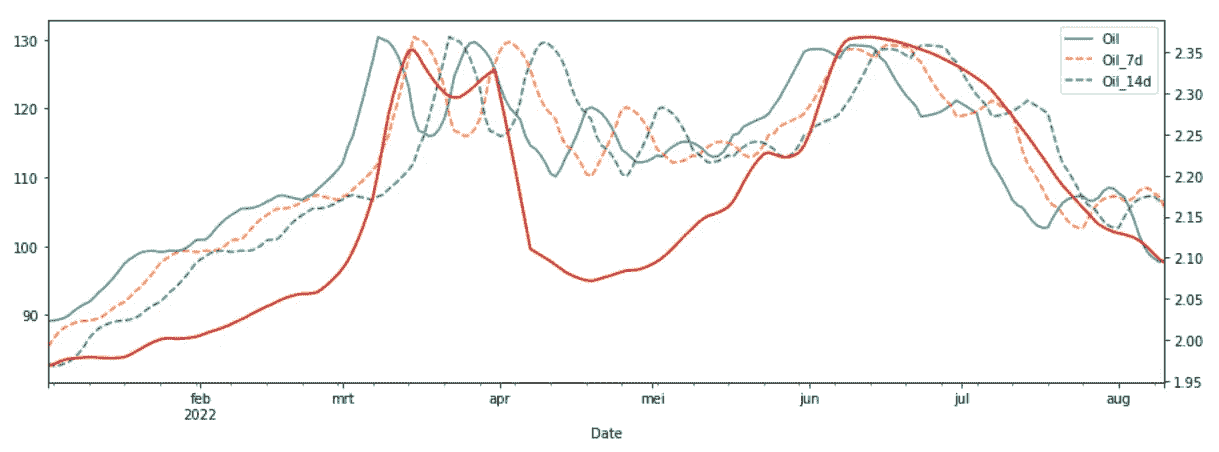 130
120
110
100
90
2.35
2.30
2.25
2.20
2.15
2.10
2.05
2.00
1.95
Oil
Oil_7d
Oil_14d
feb
2022
mrt
apr
mei
jun
jul
aug
Date